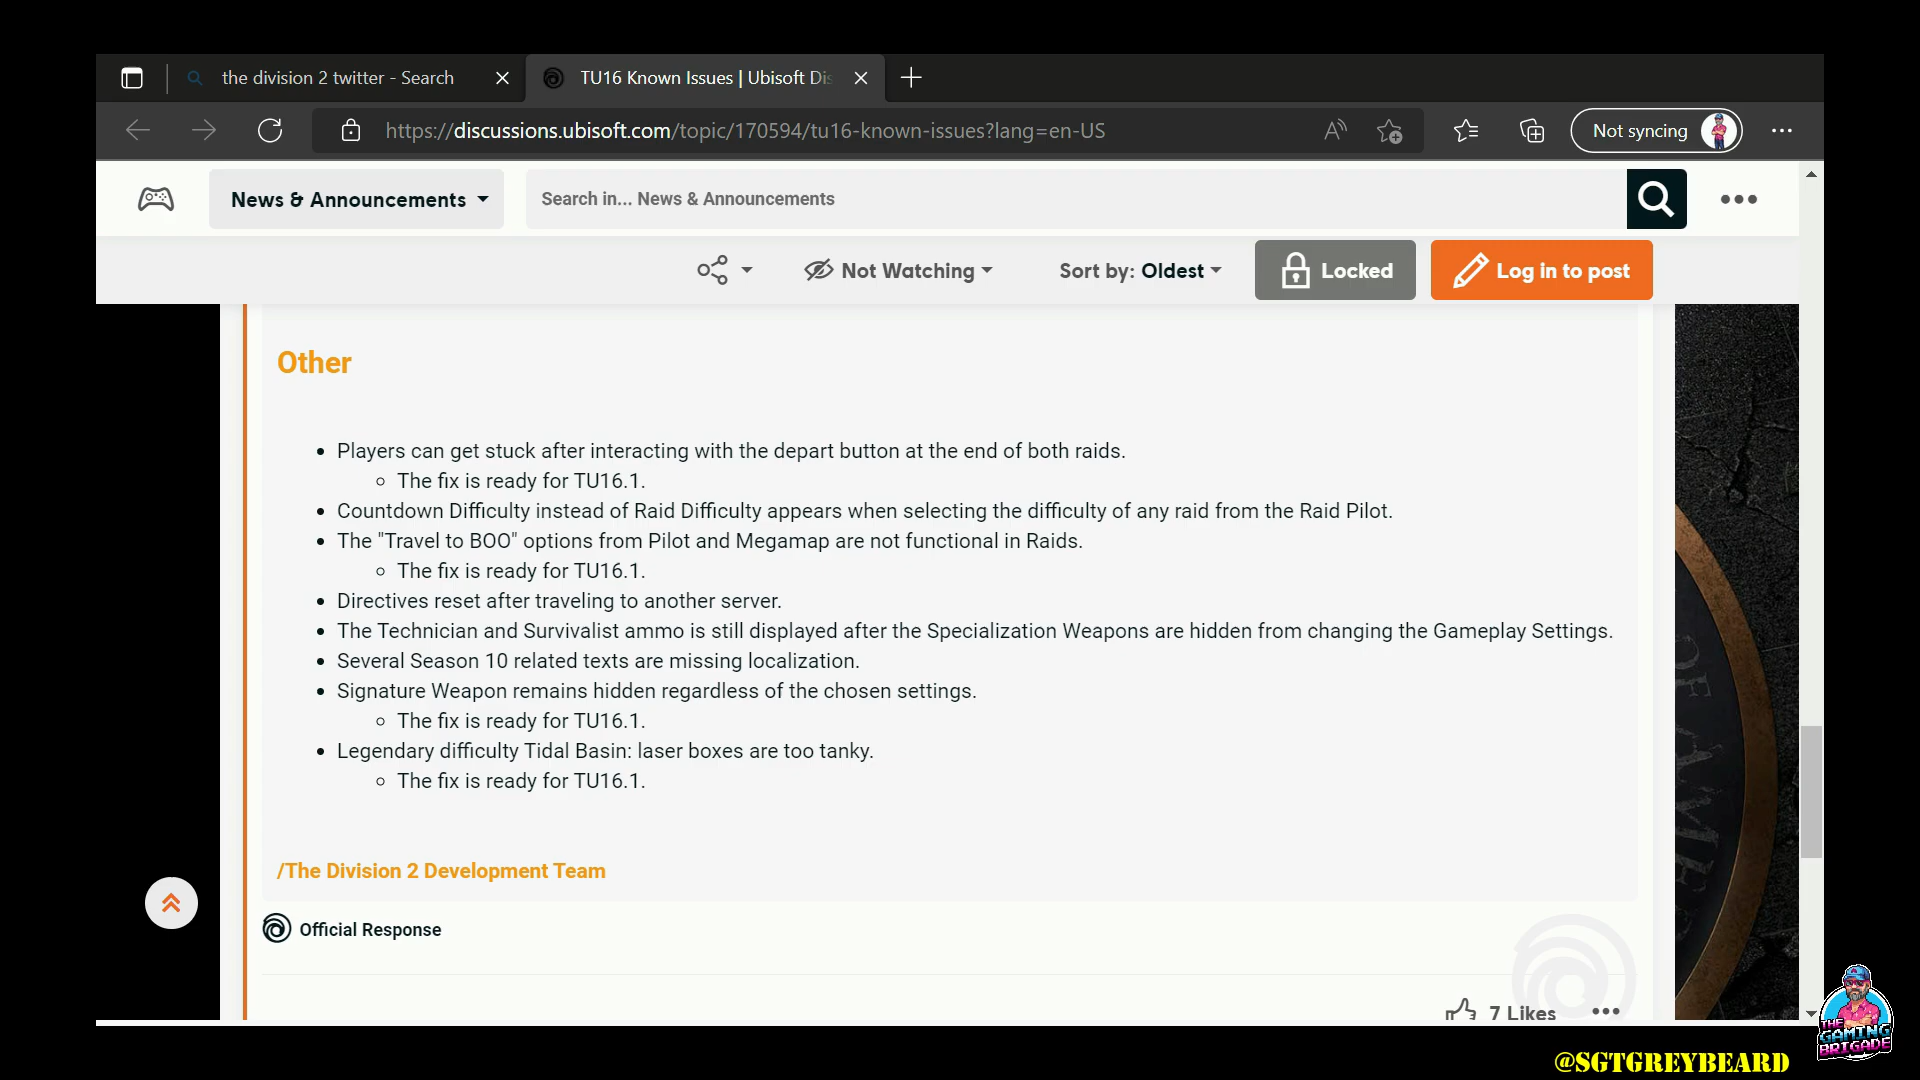 the division 2 twitter - Search
TU16 Known Issues | Ubisoft Dis
https://discussions.ubisoft.com/topic/170594/tu16-known-issues?lang=en-US
Not syncing
News & Announcements
Search in... News & Announcements
Not Watching
Sort by: Oldest
Locked
Log in to post
Other
Players can get stuck after interacting with the depart button at the end of both raids.
The fix is ready for TU16.1.
Countdown Difficulty instead of Raid Difficulty appears when selecting the difficulty of any raid from the Raid Pilot.
The "Travel to BOO" options from Pilot and Megamap are not functional in Raids.
The fix is ready for TU16.1.
Directives reset after traveling to another server.
The Technician and Survivalist ammo is still displayed after the Specialization Weapons are hidden from changing the Gameplay Settings.
Several Season 10 related texts are missing localization.
Signature Weapon remains hidden regardless of the chosen settings.
The fix is ready for TU16.1.
Legendary difficulty Tidal Basin: laser boxes are too tanky.
The fix is ready for TU16.1.
/The Division 2 Development Team
Official Response
7 Likes
THE
GAMING
BRIGADE
@SGTGREYBEARD